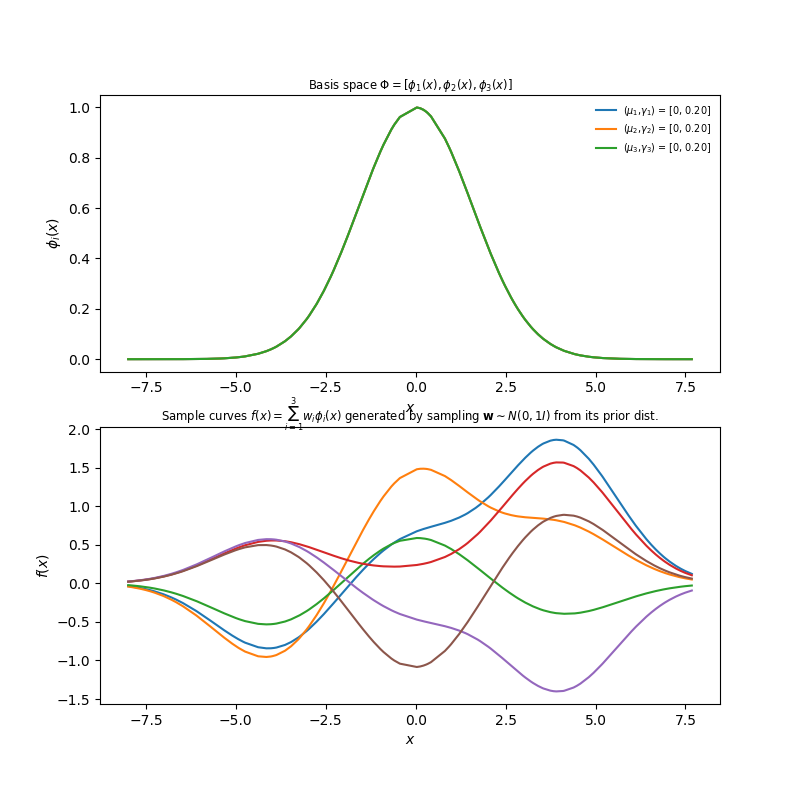 Basis space Φ = [ϕ₁(x), ϕ₂(x), ϕ₃(x)]
1.0
0.8
0.6
0.4
0.2
0.0
ϕᵢ(x)
(μ₁,γ₁) = [0, 0.20]
(μ₂,γ₂) = [0, 0.20]
(μ₃,γ₃) = [0, 0.20]
−7.5 −5.0 −2.5 0.0 2.5 5.0 7.5
x
Sample curves f(x) = ∑³ᵢ₌₁ wᵢϕᵢ(x) generated by sampling w ∼ N(0, 1I) from its prior dist.
2.0
1.5
1.0
0.5
0.0
−0.5
−1.0
−1.5
f(x)
−7.5 −5.0 −2.5 0.0 2.5 5.0 7.5
x